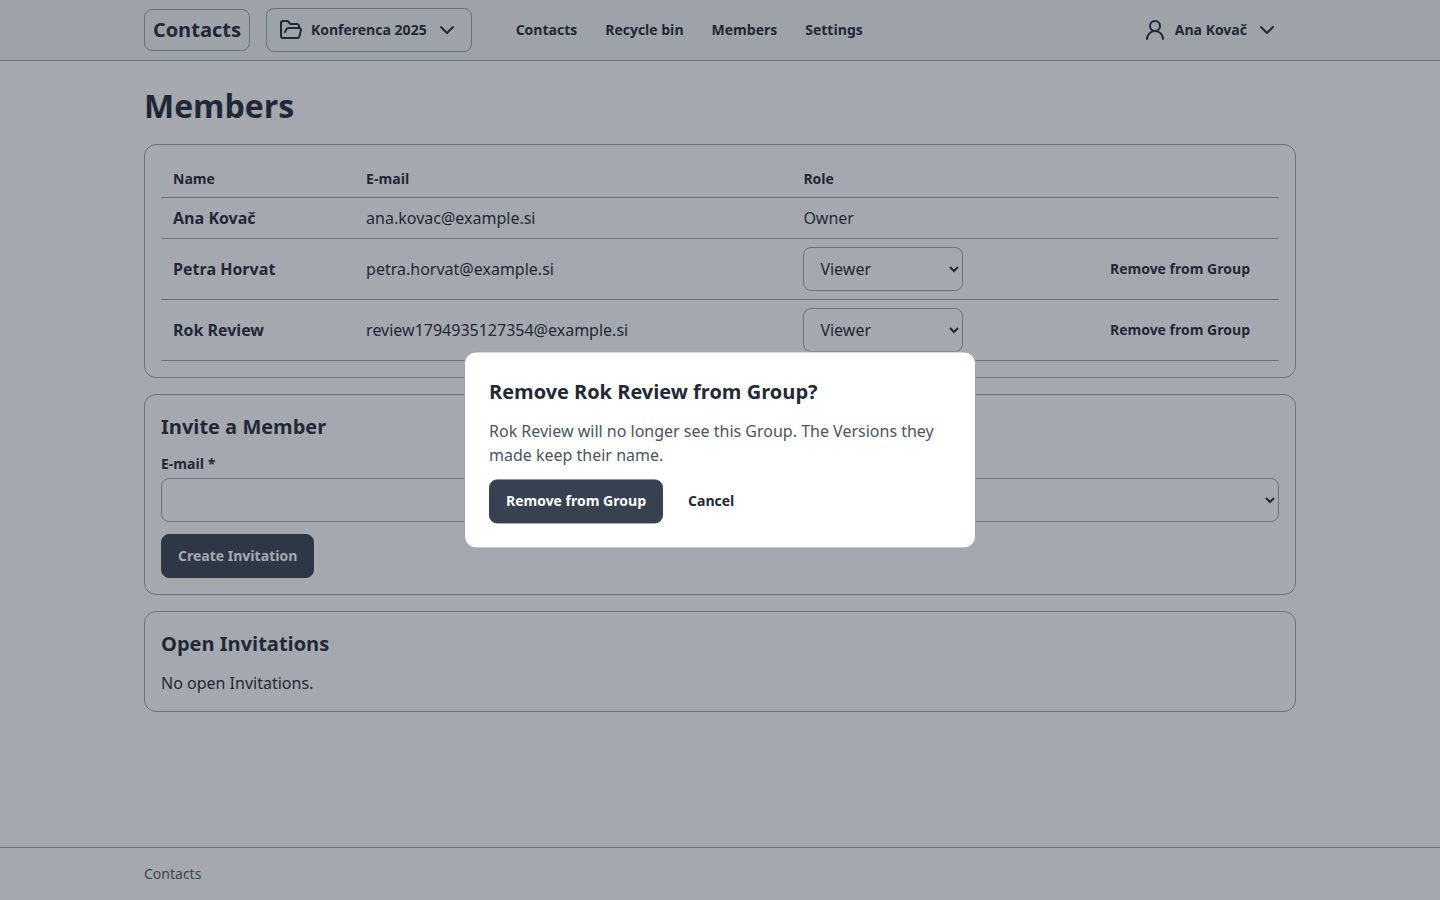 Contacts
Konferenca 2025
Contacts
Recycle bin
Members
Settings
Ana Kovač
Members
Name E-mail Role
Ana Kovač ana.kovac@example.si Owner
Petra Horvat petra.horvat@example.si Viewer Remove from Group
Rok Review review1794935127354@example.si Viewer Remove from Group
Remove Rok Review from Group?
Rok Review will no longer see this Group. The Versions they
made keep their name.
Remove from Group
Cancel
Invite a Member
E-mail *
Create Invitation
Open Invitations
No open Invitations.
Contacts